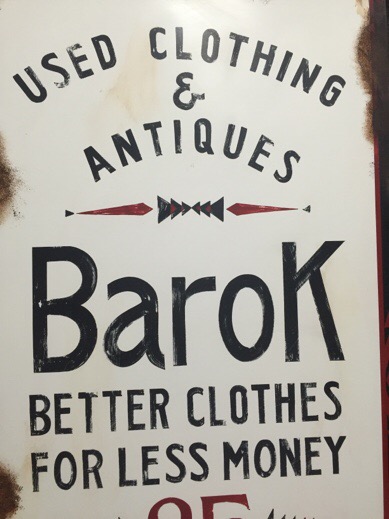 USED CLOTHING
&
ANTIQUES
BaroK
BETTER CLOTHES
FOR LESS MONEY